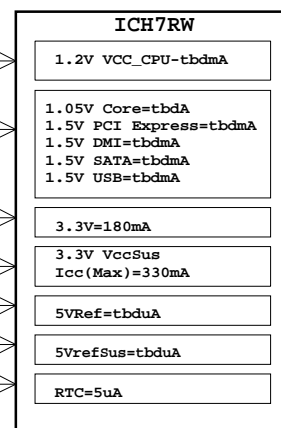 ICH7RW
1.2V VCC_CPU-tbdmA
1.05V Core=tbdA
1.5V PCI Express=tbdmA
1.5V DMI=tbdmA
1.5V SATA=tbdmA
1.5V USB=tbdmA
3.3V=180mA
3.3V VccSus
Icc(Max)=330mA
5VRef=tbduA
5VrefSus=tbduA
RTC=5uA